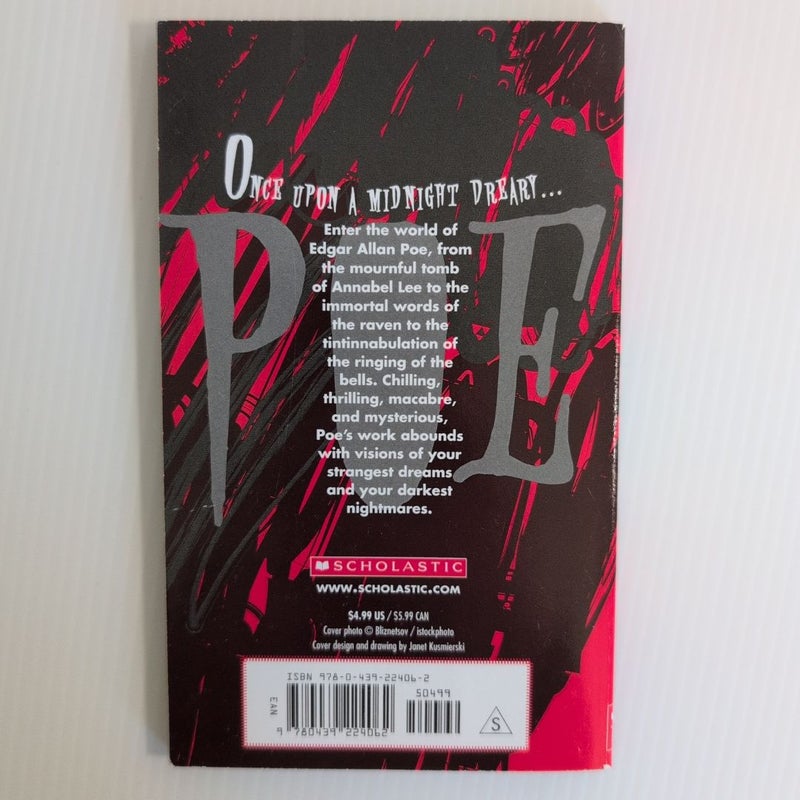 ONCE UPON A MIDNIGHT DREARY...
POE
Enter the world of
Edgar Allan Poe, from
the mournful tomb
of Annabel Lee to the
immortal words of
the raven to the
tintinnabulation of
the ringing of the
bells. Chilling,
thrilling, macabre,
and mysterious,
Poe's work abounds
with visions of your
strangest dreams
and your darkest
nightmares.
SCHOLASTIC
WWW.SCHOLASTIC.COM
$4.99 US / $5.99 CAN
Cover photo © Bliznetsov / istockphoto
Cover design and drawing by Janet Kusmierski
ISBN 978-0-439-22406-2
50499
EAN
9 780439 224062
S